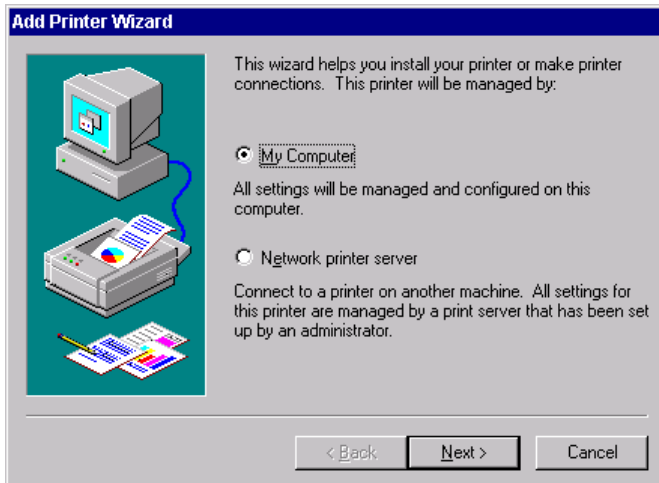 Add Printer Wizard
This wizard helps you install your printer or make printer
connections. This printer will be managed by:
My Computer
All settings will be managed and configured on this
computer.
Network printer server
Connect to a printer on another machine. All settings for
this printer are managed by a print server that has been set
up by an administrator.
< Back
Next >
Cancel